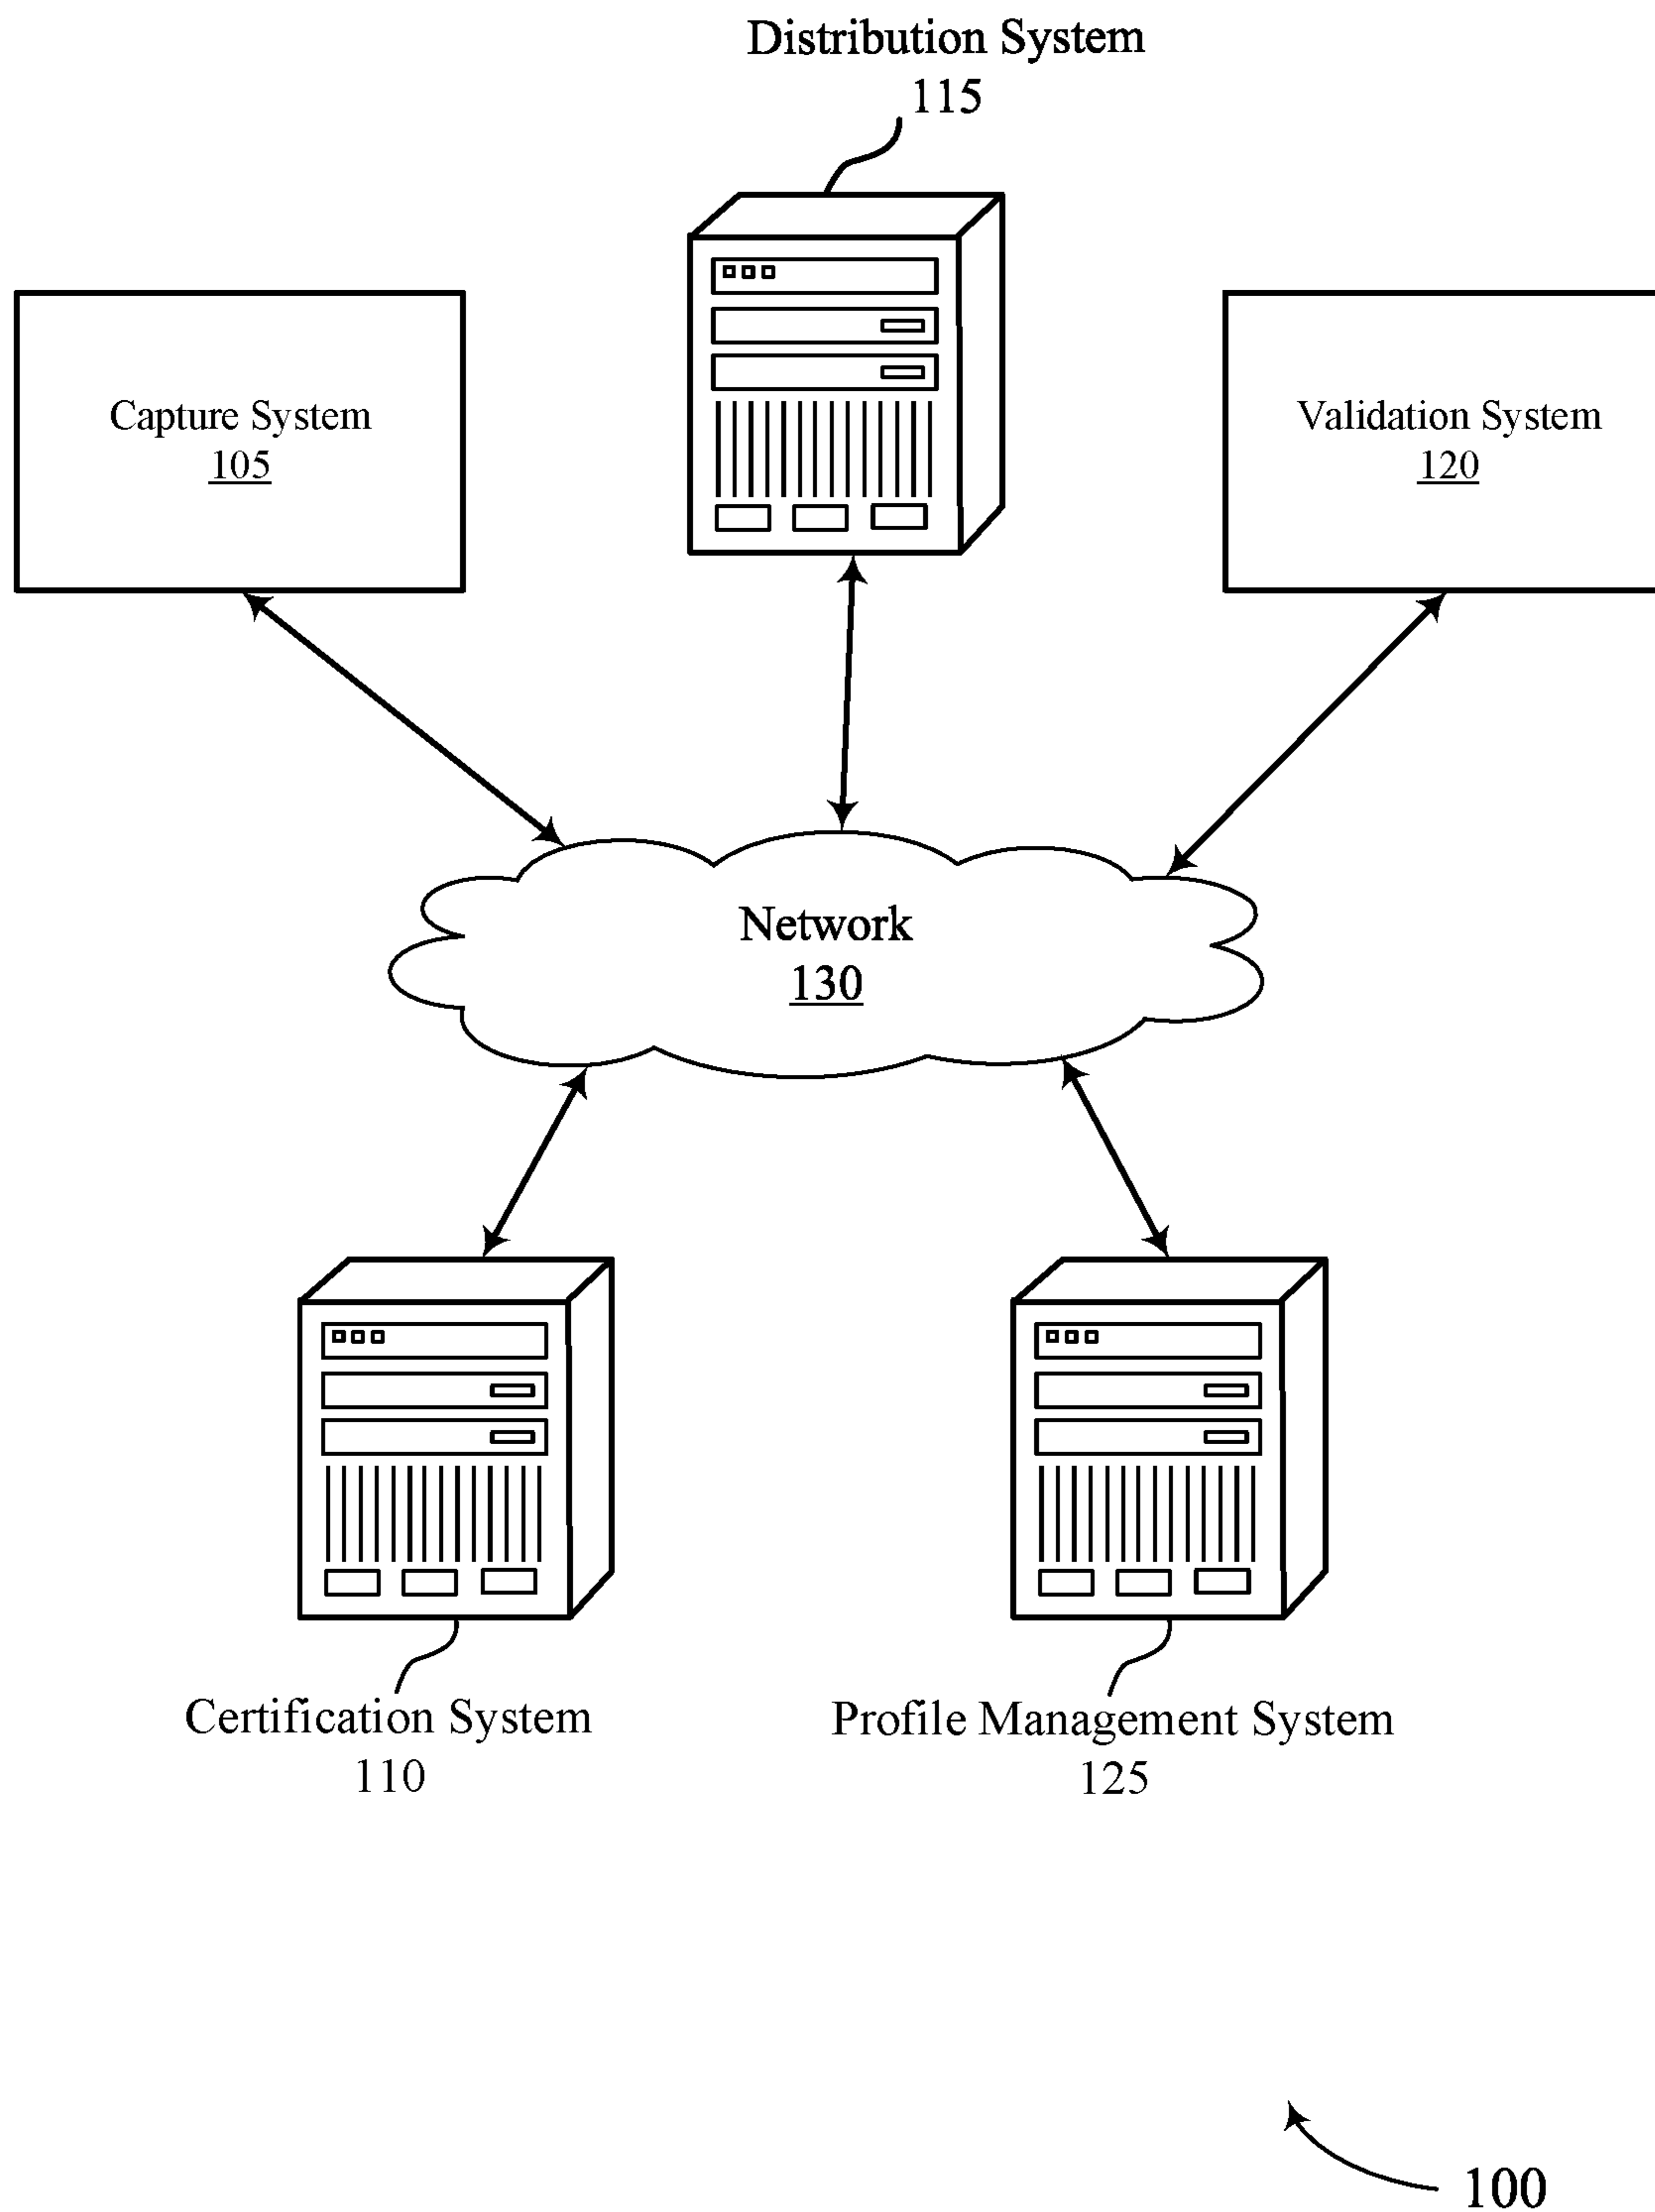 Distribution System
115
Capture System
105
Validation System
120
Network
130
Certification System
110
Profile Management System
125
100